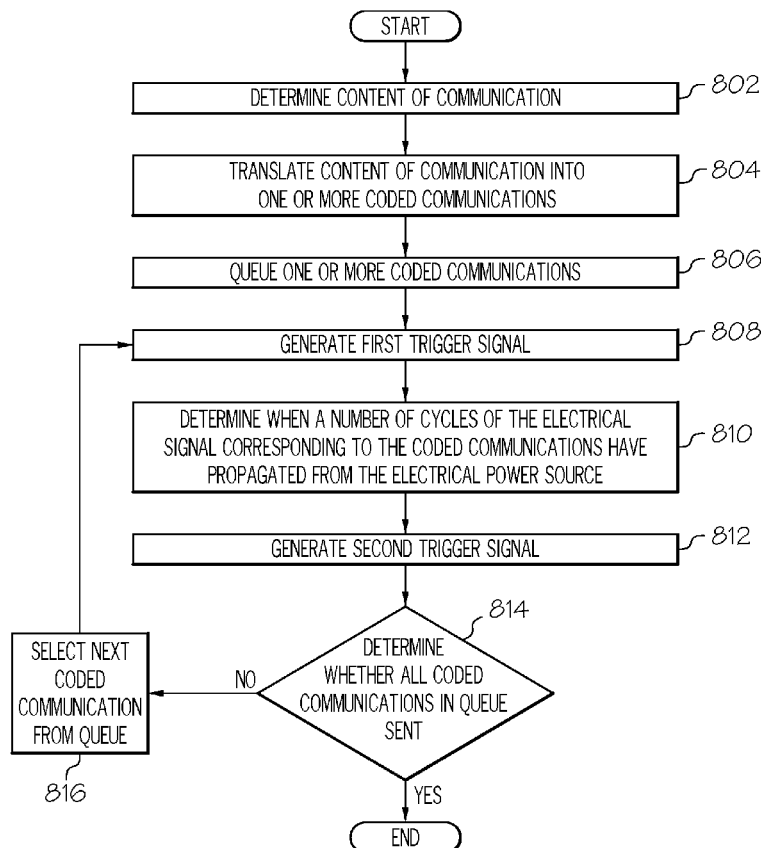 START
DETERMINE CONTENT OF COMMUNICATION
802
TRANSLATE CONTENT OF COMMUNICATION INTO
ONE OR MORE CODED COMMUNICATIONS
804
QUEUE ONE OR MORE CODED COMMUNICATIONS
806
GENERATE FIRST TRIGGER SIGNAL
808
DETERMINE WHEN A NUMBER OF CYCLES OF THE ELECTRICAL
SIGNAL CORRESPONDING TO THE CODED COMMUNICATIONS HAVE
PROPAGATED FROM THE ELECTRICAL POWER SOURCE
810
GENERATE SECOND TRIGGER SIGNAL
812
814
DETERMINE
WHETHER ALL CODED
COMMUNICATIONS IN QUEUE
SENT
NO
SELECT NEXT
CODED
COMMUNICATION
FROM QUEUE
816
YES
END